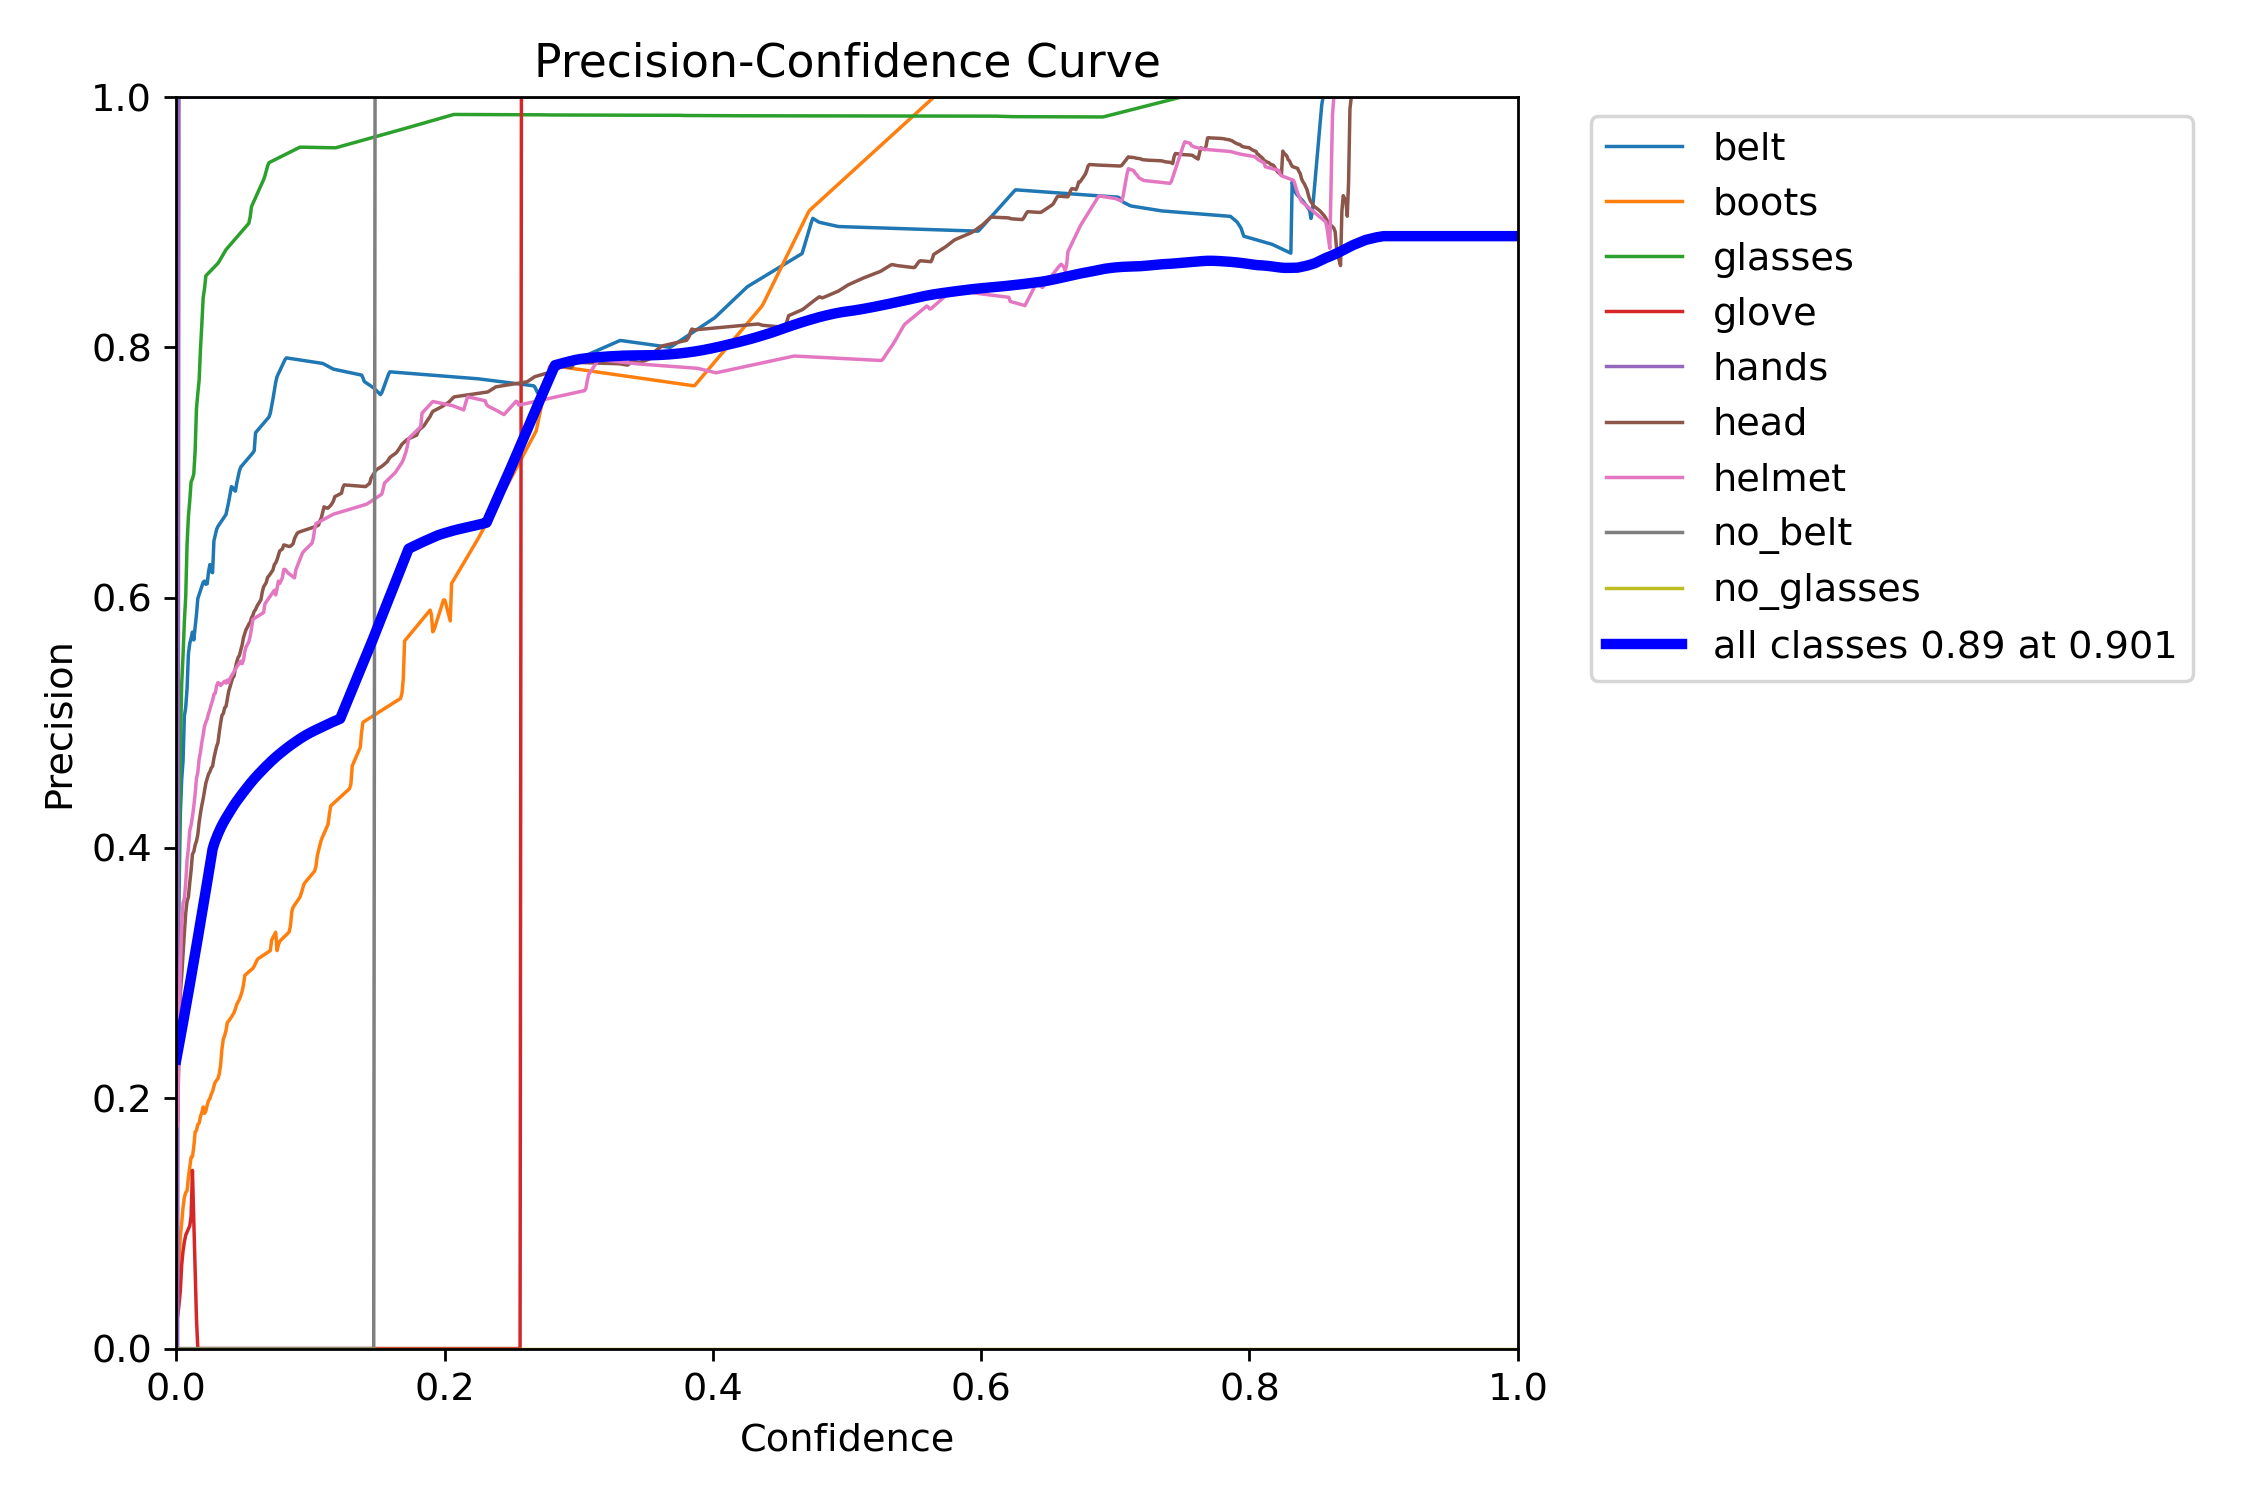 Precision-Confidence Curve
1.0
0.8
0.6
0.4
0.2
0.0
Precision
0.0 0.2 0.4 0.6 0.8 1.0
Confidence
belt
boots
glasses
glove
hands
head
helmet
no_belt
no_glasses
all classes 0.89 at 0.901